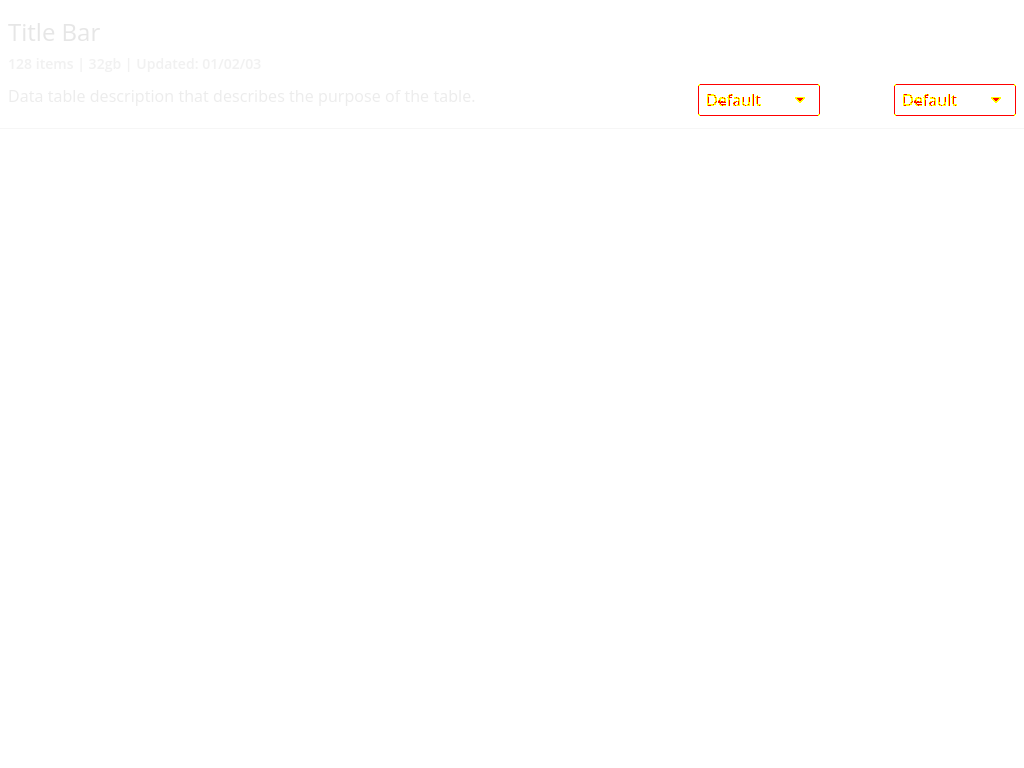 Title Bar
128 items | 32gb | Updated: 01/02/03
Data table description that describes the purpose of the table.
Default
Default